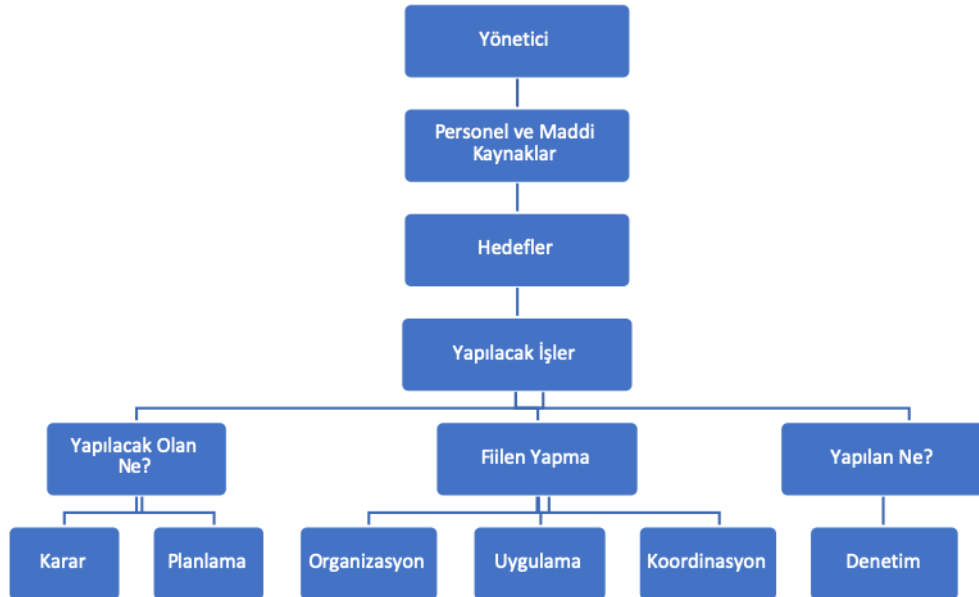 Yönetici
Personel ve Maddi
Kaynaklar
Hedefler
Yapılacak İşler
Yapılacak Olan
Ne?
Fiilen Yapma
Yapılan Ne?
Karar
Planlama
Organizasyon
Uygulama
Koordinasyon
Denetim